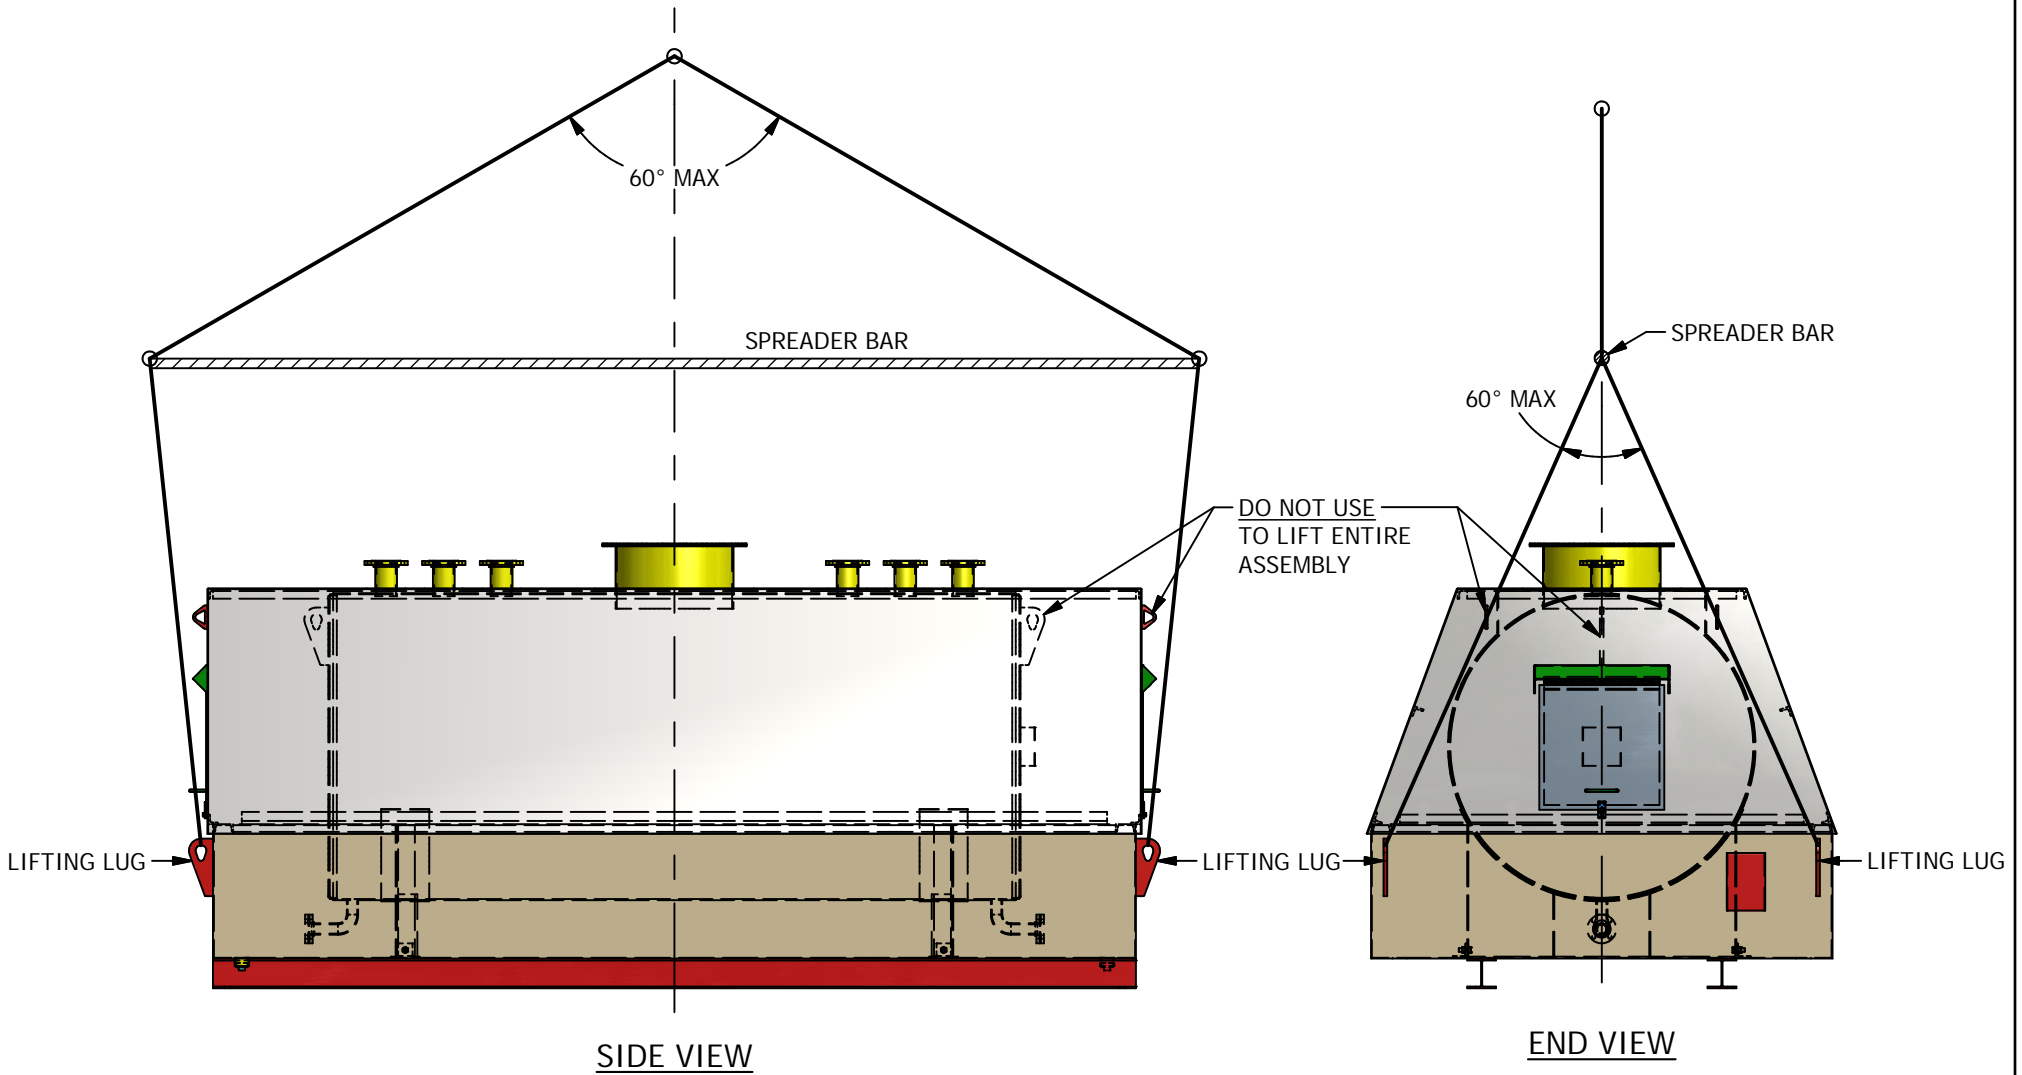 60° MAX
SPREADER BAR
SPREADER BAR
60° MAX
DO NOT USE
TO LIFT ENTIRE
ASSEMBLY
LIFTING LUG
LIFTING LUG
LIFTING LUG
SIDE VIEW
END VIEW